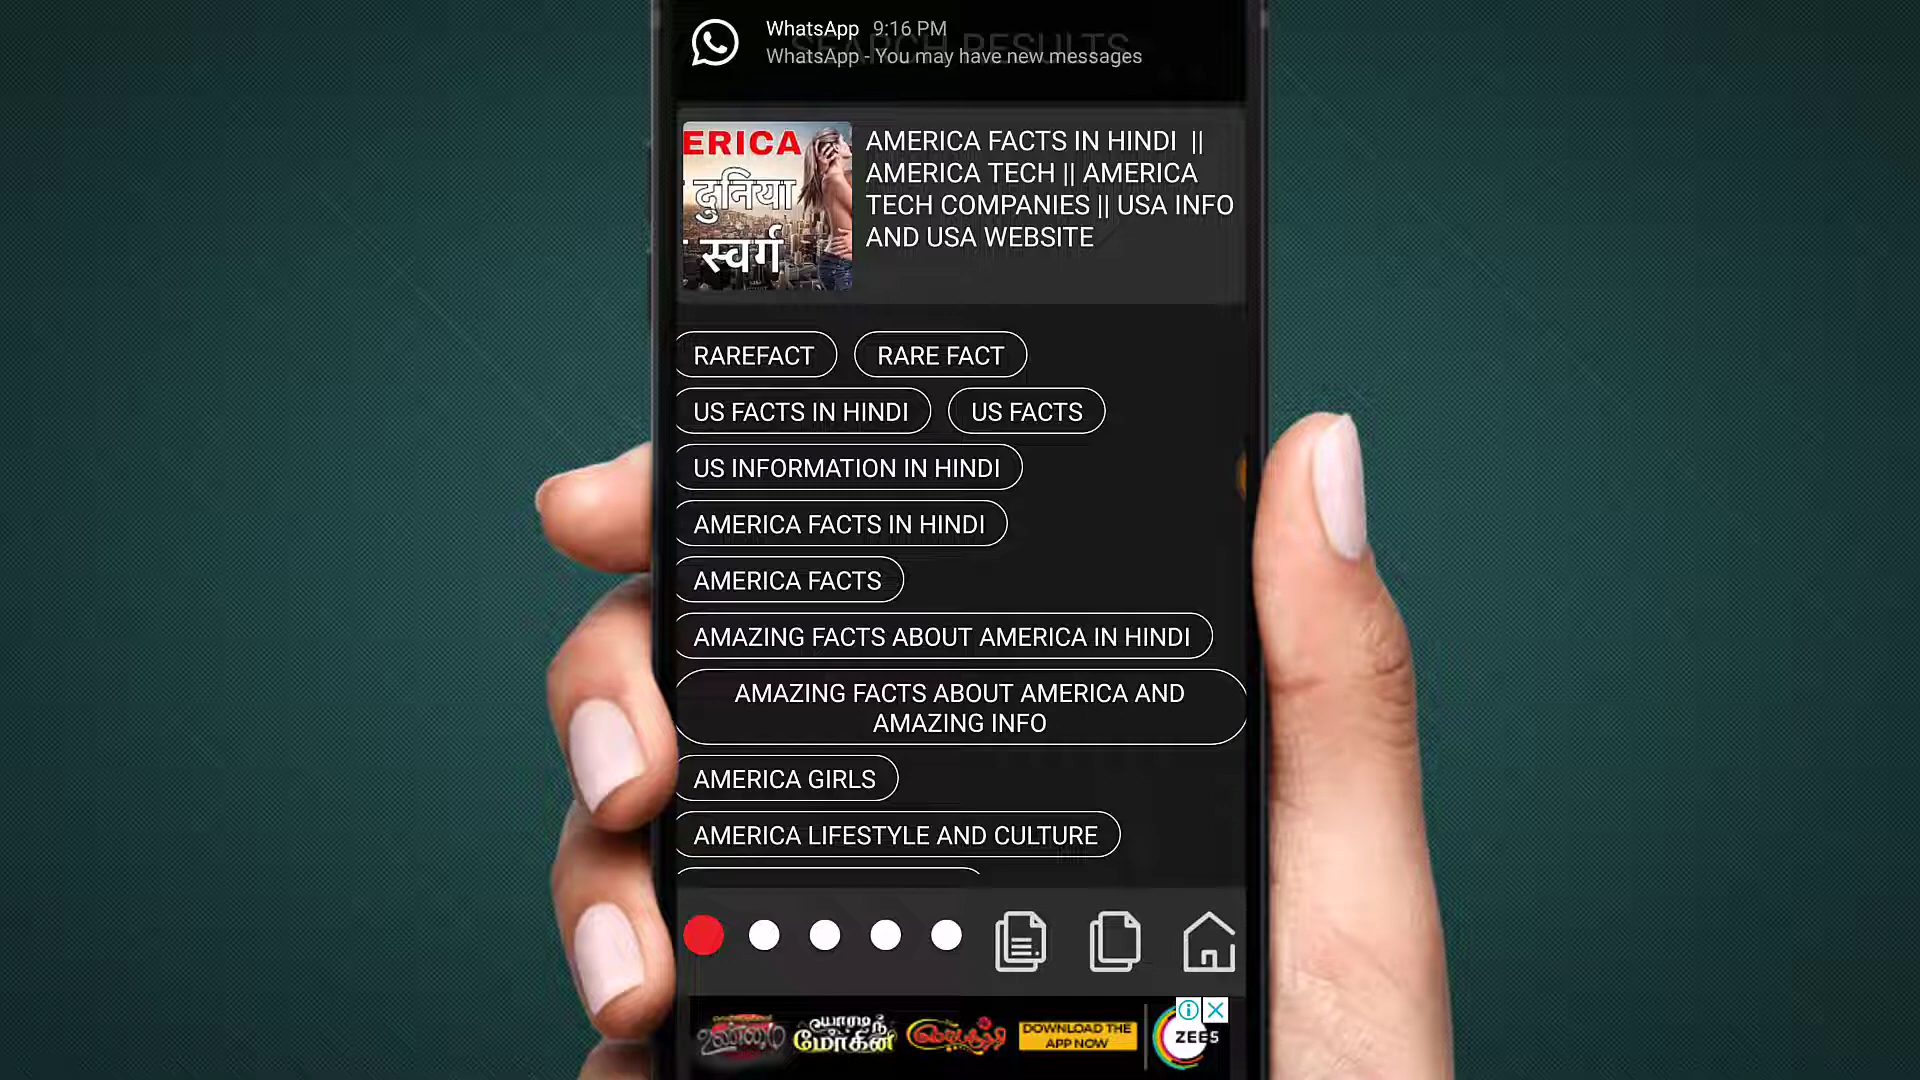 WhatsApp 9:16 PM
SEARCH RESULTS
WhatsApp - You may have new messages
ERICA
दुनिया
स्वर्ग
AMERICA FACTS IN HINDI ||
AMERICA TECH || AMERICA
TECH COMPANIES || USA INFO
AND USA WEBSITE
RAREFACT RARE FACT
US FACTS IN HINDI US FACTS
US INFORMATION IN HINDI
AMERICA FACTS IN HINDI
AMERICA FACTS
AMAZING FACTS ABOUT AMERICA IN HINDI
AMAZING FACTS ABOUT AMERICA AND
AMAZING INFO
AMERICA GIRLS
AMERICA LIFESTYLE AND CULTURE
யாரடி நீ
மோகினி
DOWNLOAD THE
APP NOW
ZEE5